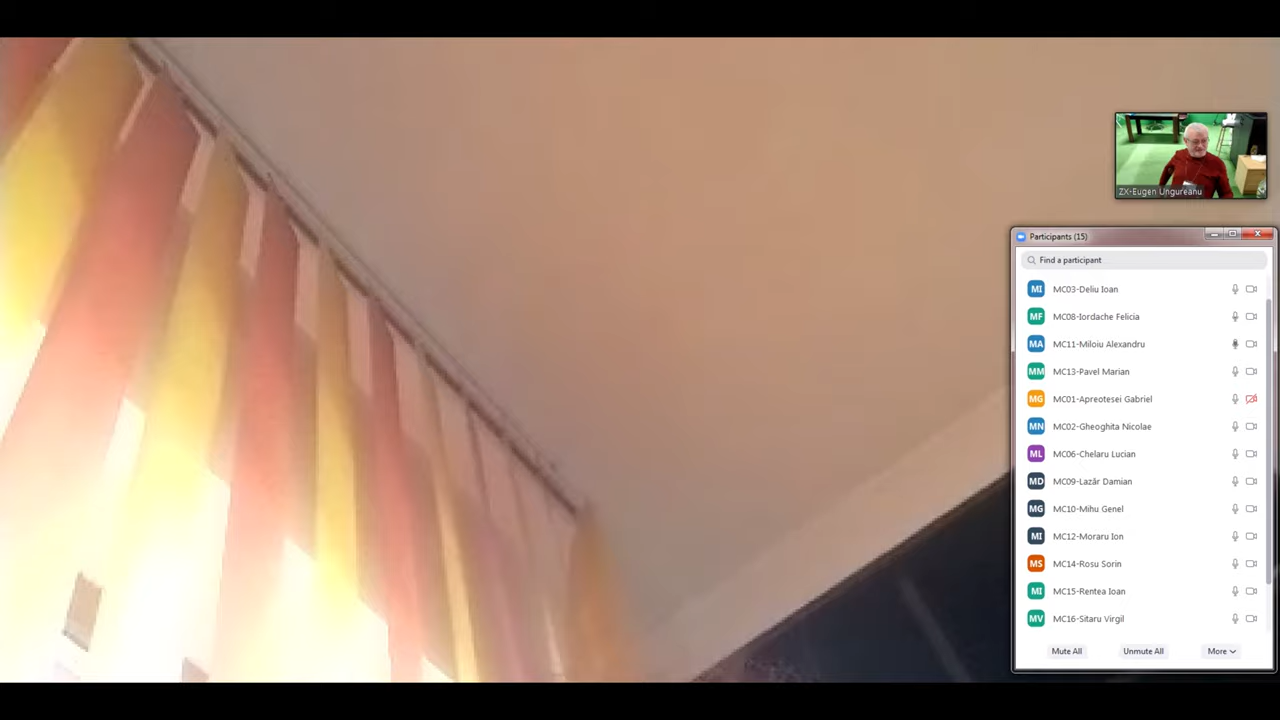 ZX-Eugen Ungureanu
Participants (15)
Find a participant
MI MC03-Deliu Ioan
MF MC08-Iordache Felicia
MA MC11-Miloiu Alexandru
MM MC13-Pavel Marian
MG MC01-Apreotesei Gabriel
MN MC02-Gheoghita Nicolae
ML MC06-Chelaru Lucian
MD MC09-Lazăr Damian
MG MC10-Mihu Genel
MI MC12-Moraru Ion
MS MC14-Rosu Sorin
MI MC15-Rentea Ioan
MV MC16-Sitaru Virgil
Mute All Unmute All More